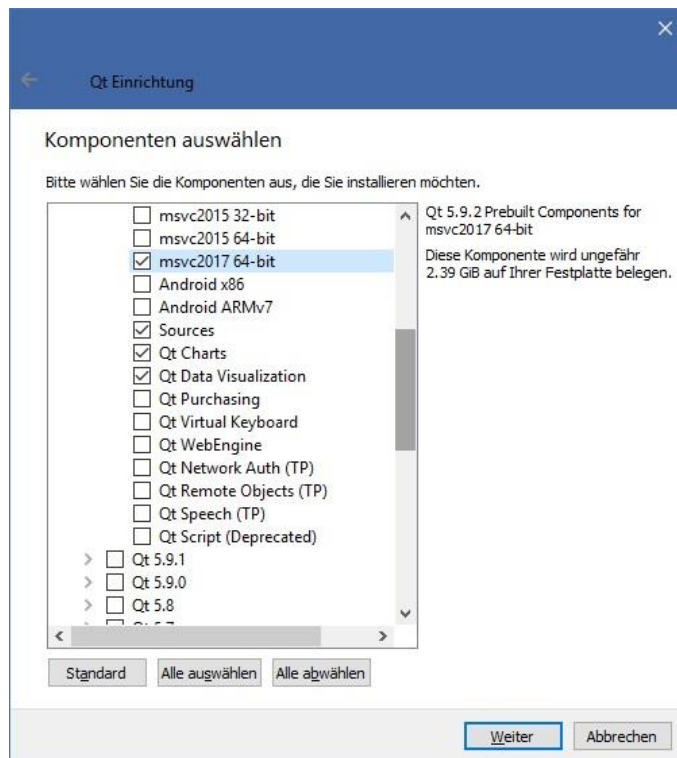 Qt Einrichtung
Komponenten auswählen
Bitte wählen Sie die Komponenten aus, die Sie installieren möchten.
msvc2015 32-bit
msvc2015 64-bit
msvc2017 64-bit
Android x86
Android ARMv7
Sources
Qt Charts
Qt Data Visualization
Qt Purchasing
Qt Virtual Keyboard
Qt WebEngine
Qt Network Auth (TP)
Qt Remote Objects (TP)
Qt Speech (TP)
Qt Script (Deprecated)
Qt 5.9.1
Qt 5.9.0
Qt 5.8
Qt 5.9.2 Prebuilt Components for
msvc2017 64-bit
Diese Komponente wird ungefähr
2.39 GiB auf Ihrer Festplatte belegen.
Standard Alle auswählen Alle abwählen
Weiter Abbrechen